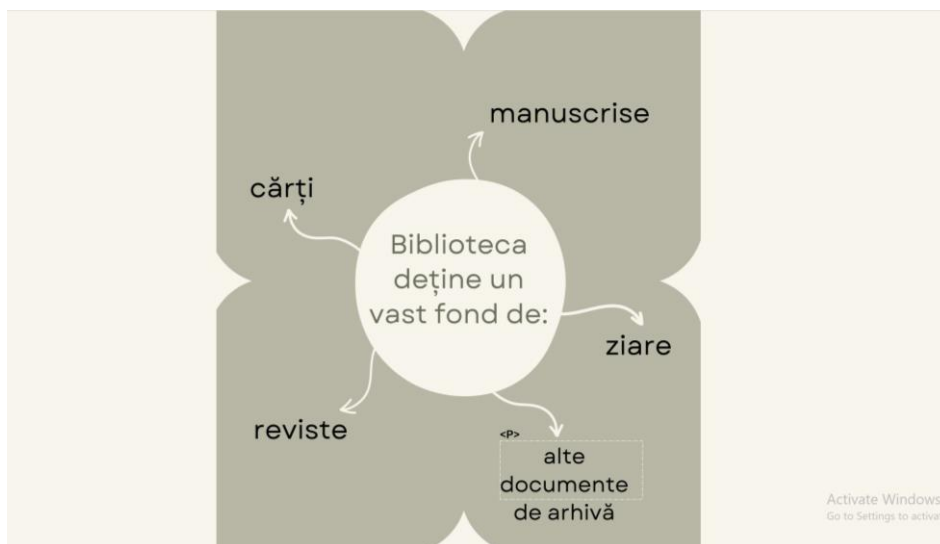 manuscrise
cărți
Biblioteca
deține un
vast fond de:
ziare
reviste
<P>
alte
documente
de arhivă
Activate Windows
Go to Settings to activa